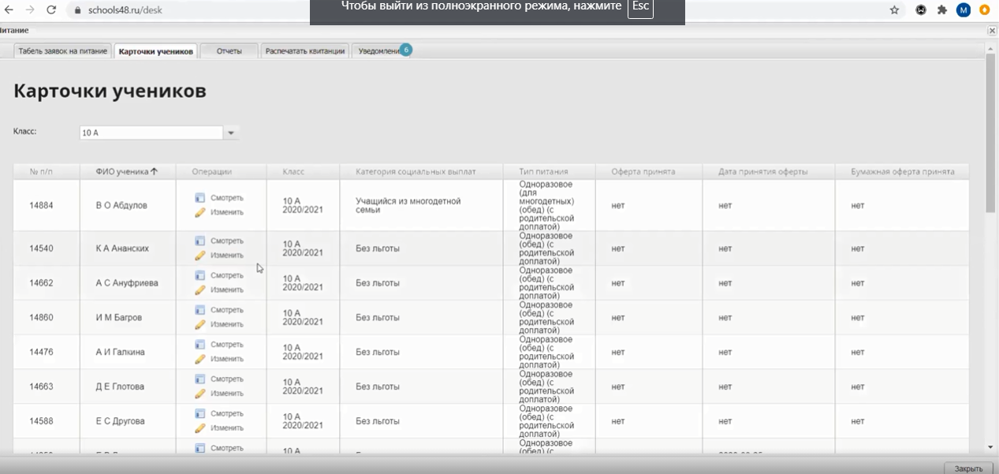 schools48.ru/desk
Чтобы выйти из полноэкранного режима, нажмите Esc
М
Табель заявок на питание
Карточки учеников
Отчеты
Распечатать квитанции
6
Карточки учеников
Класс:
10 А
№ п/п
ФИО ученика
Операции
Класс
Категория социальных выплат
Тип питания
Оферта принята
Дата принятия оферты
Бумажная оферта принята
14884
В О Абдулов
Смотреть
Изменить
10 А
2020/2021
Учащийся из многодетной
семьи
Одноразовое
(для
многодетных)
(обед) (с
родительской
доплатой)
нет
нет
нет
14540
К А Ананских
Смотреть
Изменить
10 А
2020/2021
Без льготы
Одноразовое
(обед) (с
родительской
доплатой)
нет
нет
нет
14662
А С Ануфриева
Смотреть
Изменить
10 А
2020/2021
Без льготы
Одноразовое
(обед) (с
родительской
доплатой)
нет
нет
нет
14860
И М Багров
Смотреть
Изменить
10 А
2020/2021
Без льготы
Одноразовое
(обед) (с
родительской
доплатой)
нет
нет
нет
14476
А И Галкина
Смотреть
Изменить
10 А
2020/2021
Без льготы
Одноразовое
(обед) (с
родительской
доплатой)
нет
нет
нет
14663
Д Е Глотова
Смотреть
Изменить
10 А
2020/2021
Без льготы
Одноразовое
(обед) (с
родительской
доплатой)
нет
нет
нет
14588
Е С Другова
Смотреть
Изменить
10 А
2020/2021
Без льготы
Одноразовое
(обед) (с
родительской
доплатой)
нет
нет
нет
Смотреть
10 А
Одноразовое
(обед) (с
Закрыть